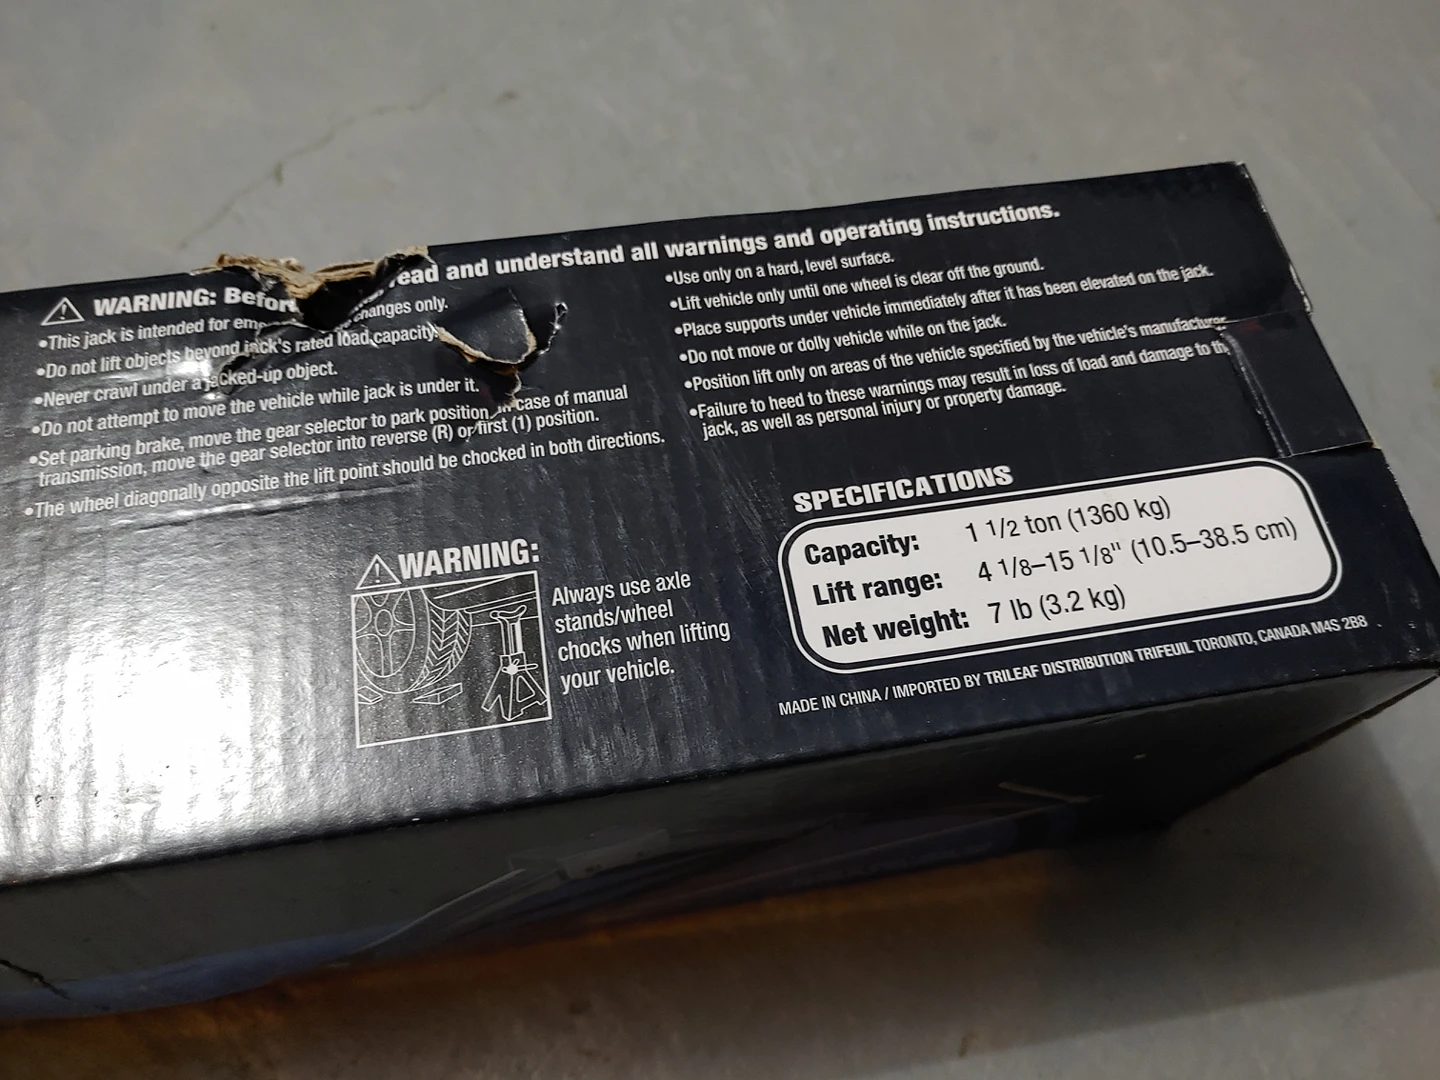 WARNING: Befor ead and understand all warnings and operating instructions.
•This jack is intended for changes only.
•Do not lift objects beyond jack's rated load capacity.
•Never crawl under a jacked-up object.
•Do not attempt to move the vehicle while jack is under it.
•Set parking brake, move the gear selector to park position, in case of manual
transmission, move the gear selector into reverse (R) or first (1) position.
•The wheel diagonally opposite the lift point should be chocked in both directions.
•Use only on a hard, level surface.
•Lift vehicle only until one wheel is clear off the ground.
•Place supports under vehicle immediately after it has been elevated on the jack.
•Do not move or dolly vehicle while on the jack.
•Position lift only on areas of the vehicle specified by the vehicle's manufacturer.
•Failure to heed to these warnings may result in loss of load and damage to the
jack, as well as personal injury or property damage.
WARNING:
Always use axle
stands/wheel
chocks when lifting
your vehicle.
SPECIFICATIONS
Capacity: 1 1/2 ton (1360 kg)
Lift range: 4 1/8–15 1/8" (10.5–38.5 cm)
Net weight: 7 lb (3.2 kg)
MADE IN CHINA / IMPORTED BY TRILEAF DISTRIBUTION TRIFEUIL TORONTO, CANADA M4S 2B8